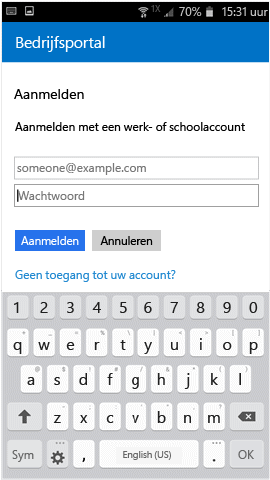 1X 70% 15:31 uur
Bedrijfsportal
Aanmelden
Aanmelden met een werk- of schoolaccount
someone@example.com
Wachtwoord
Aanmelden Annuleren
Geen toegang tot uw account?
1 2 3 4 5 6 7 8 9 0
q w e r t y u i o p
a s d f g h j k l
z x c v b n m
Sym , English (US) . OK